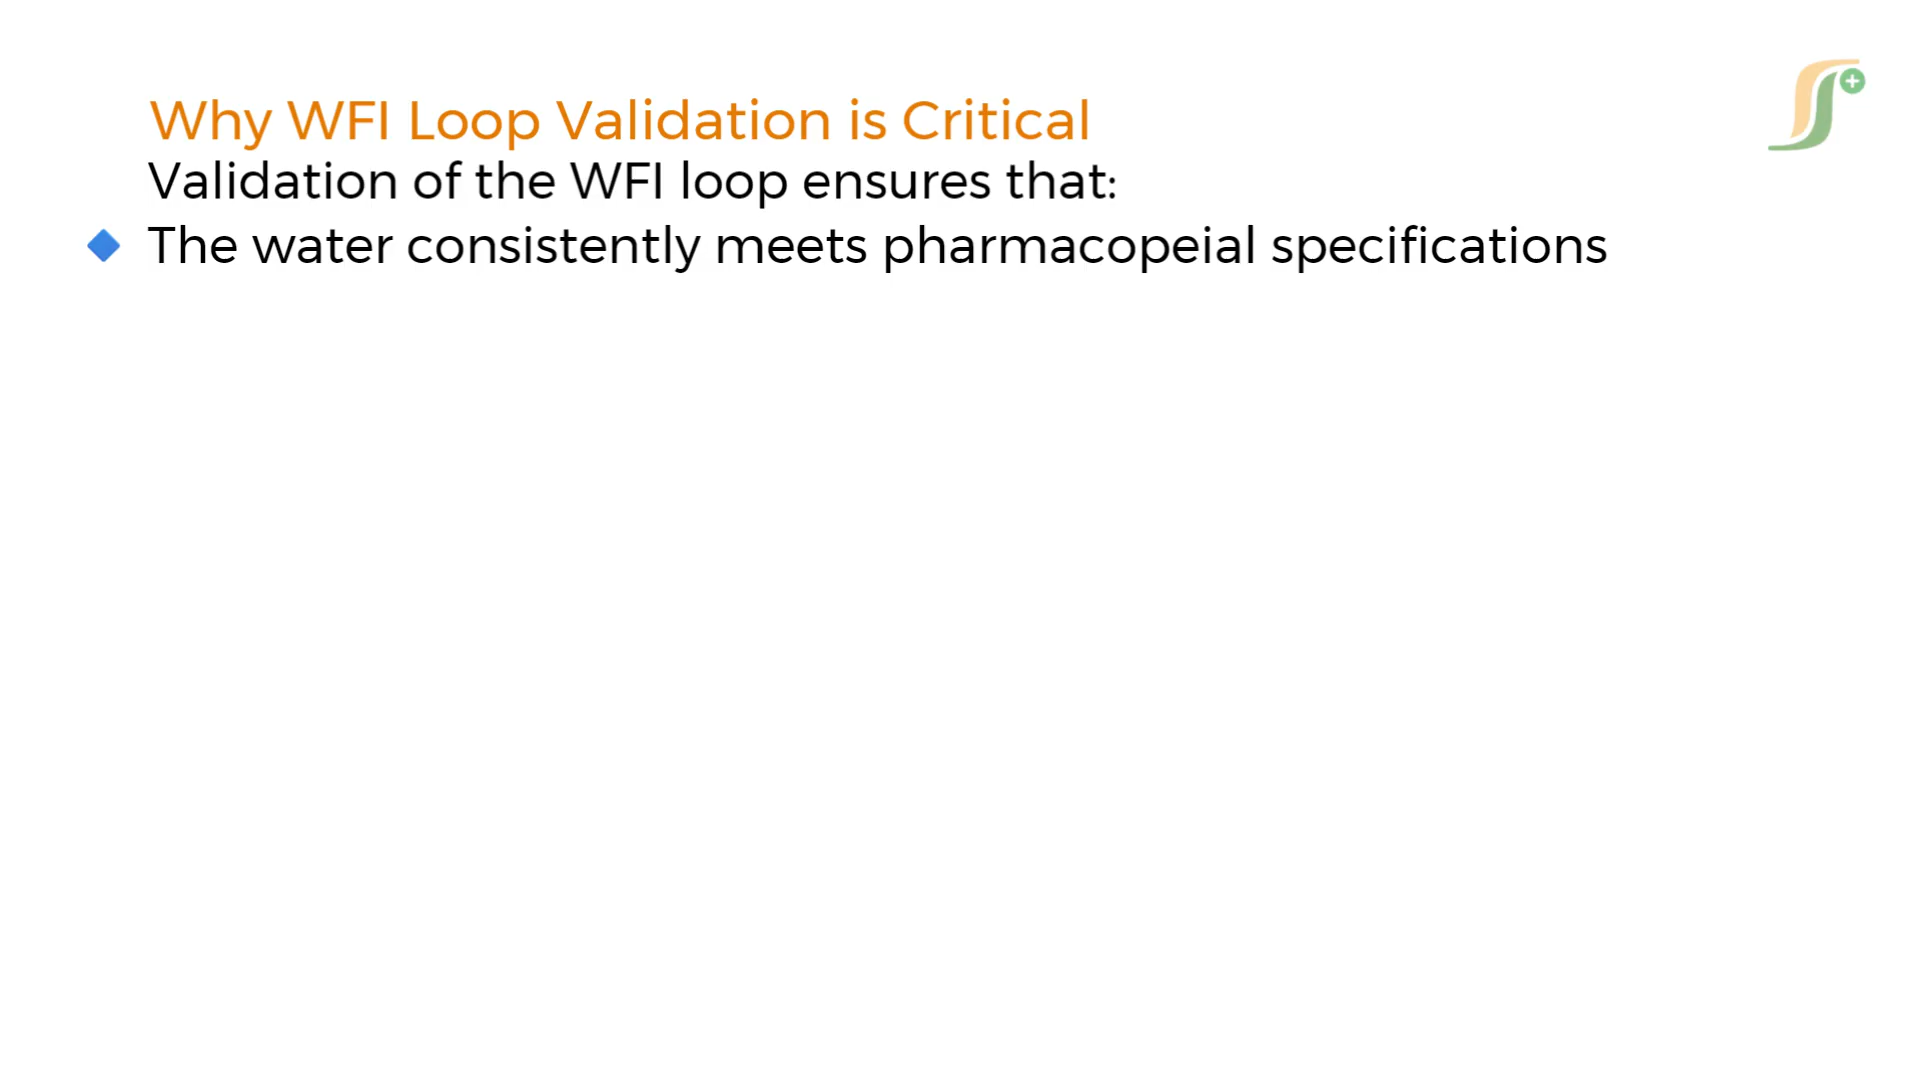 Why WFI Loop Validation is Critical
Validation of the WFI loop ensures that:
The water consistently meets pharmacopeial specifications